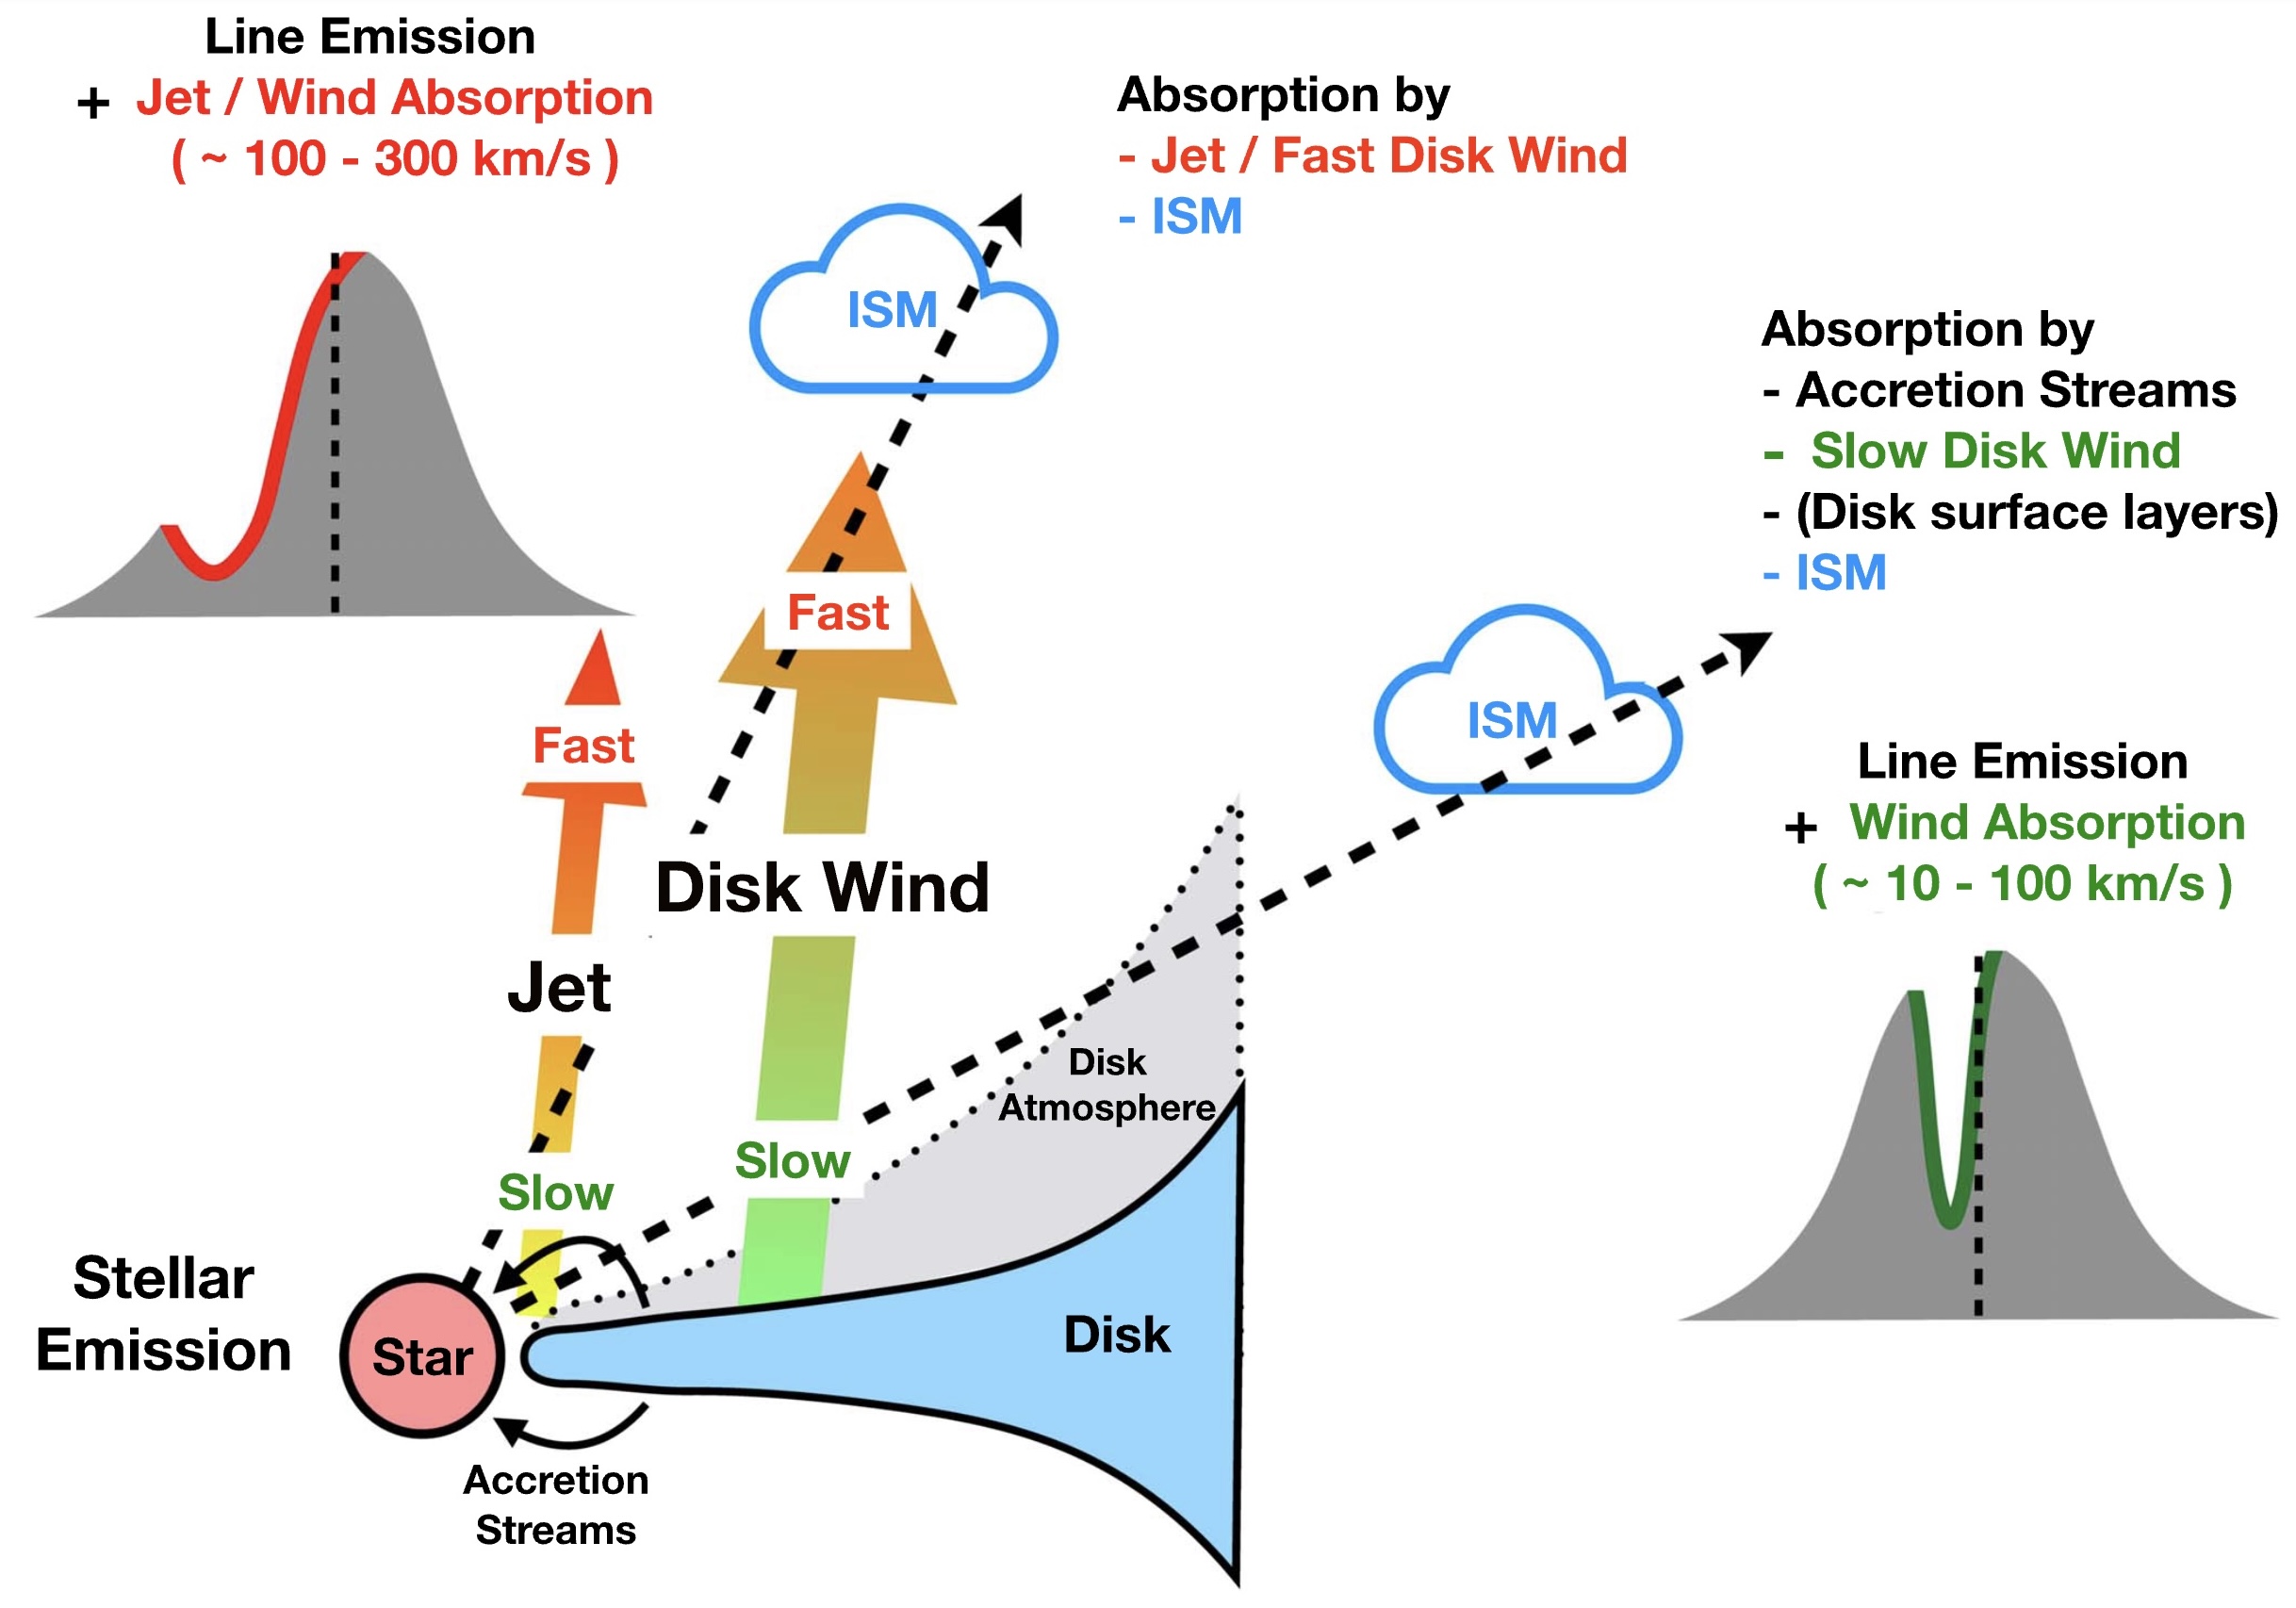 Line Emission
+ Jet / Wind Absorption
( ~ 100 - 300 km/s )
Absorption by
- Jet / Fast Disk Wind
- ISM
ISM
Absorption by
- Accretion Streams
- Slow Disk Wind
- (Disk surface layers)
- ISM
Fast
Fast
ISM
Line Emission
+ Wind Absorption
( ~ 10 - 100 km/s )
Disk Wind
Jet
Disk
Atmosphere
Slow
Slow
Stellar
Emission
Star
Disk
Accretion
Streams